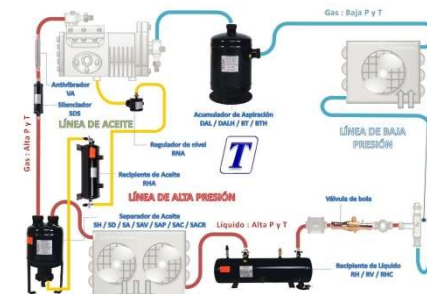 Gas : Baja P y T
Antivibrador
VA
Silenciador
SDS
LÍNEA DE ACEITE
Acumulador de Aspiración
DAL / DALH / BT / BTH
LÍNEA DE BAJA
PRESIÓN
Gas : Alta P y T
Regulador de nivel
RNA
T
Recipiente de Aceite
RHA
LÍNEA DE ALTA PRESIÓN
Separador de Aceite
SH / SD / SA / SAV / SAP / SAC / SACR
Líquido : Alta P y T
Válvula de bola
Recipiente de Líquido
RH / RV / RHC